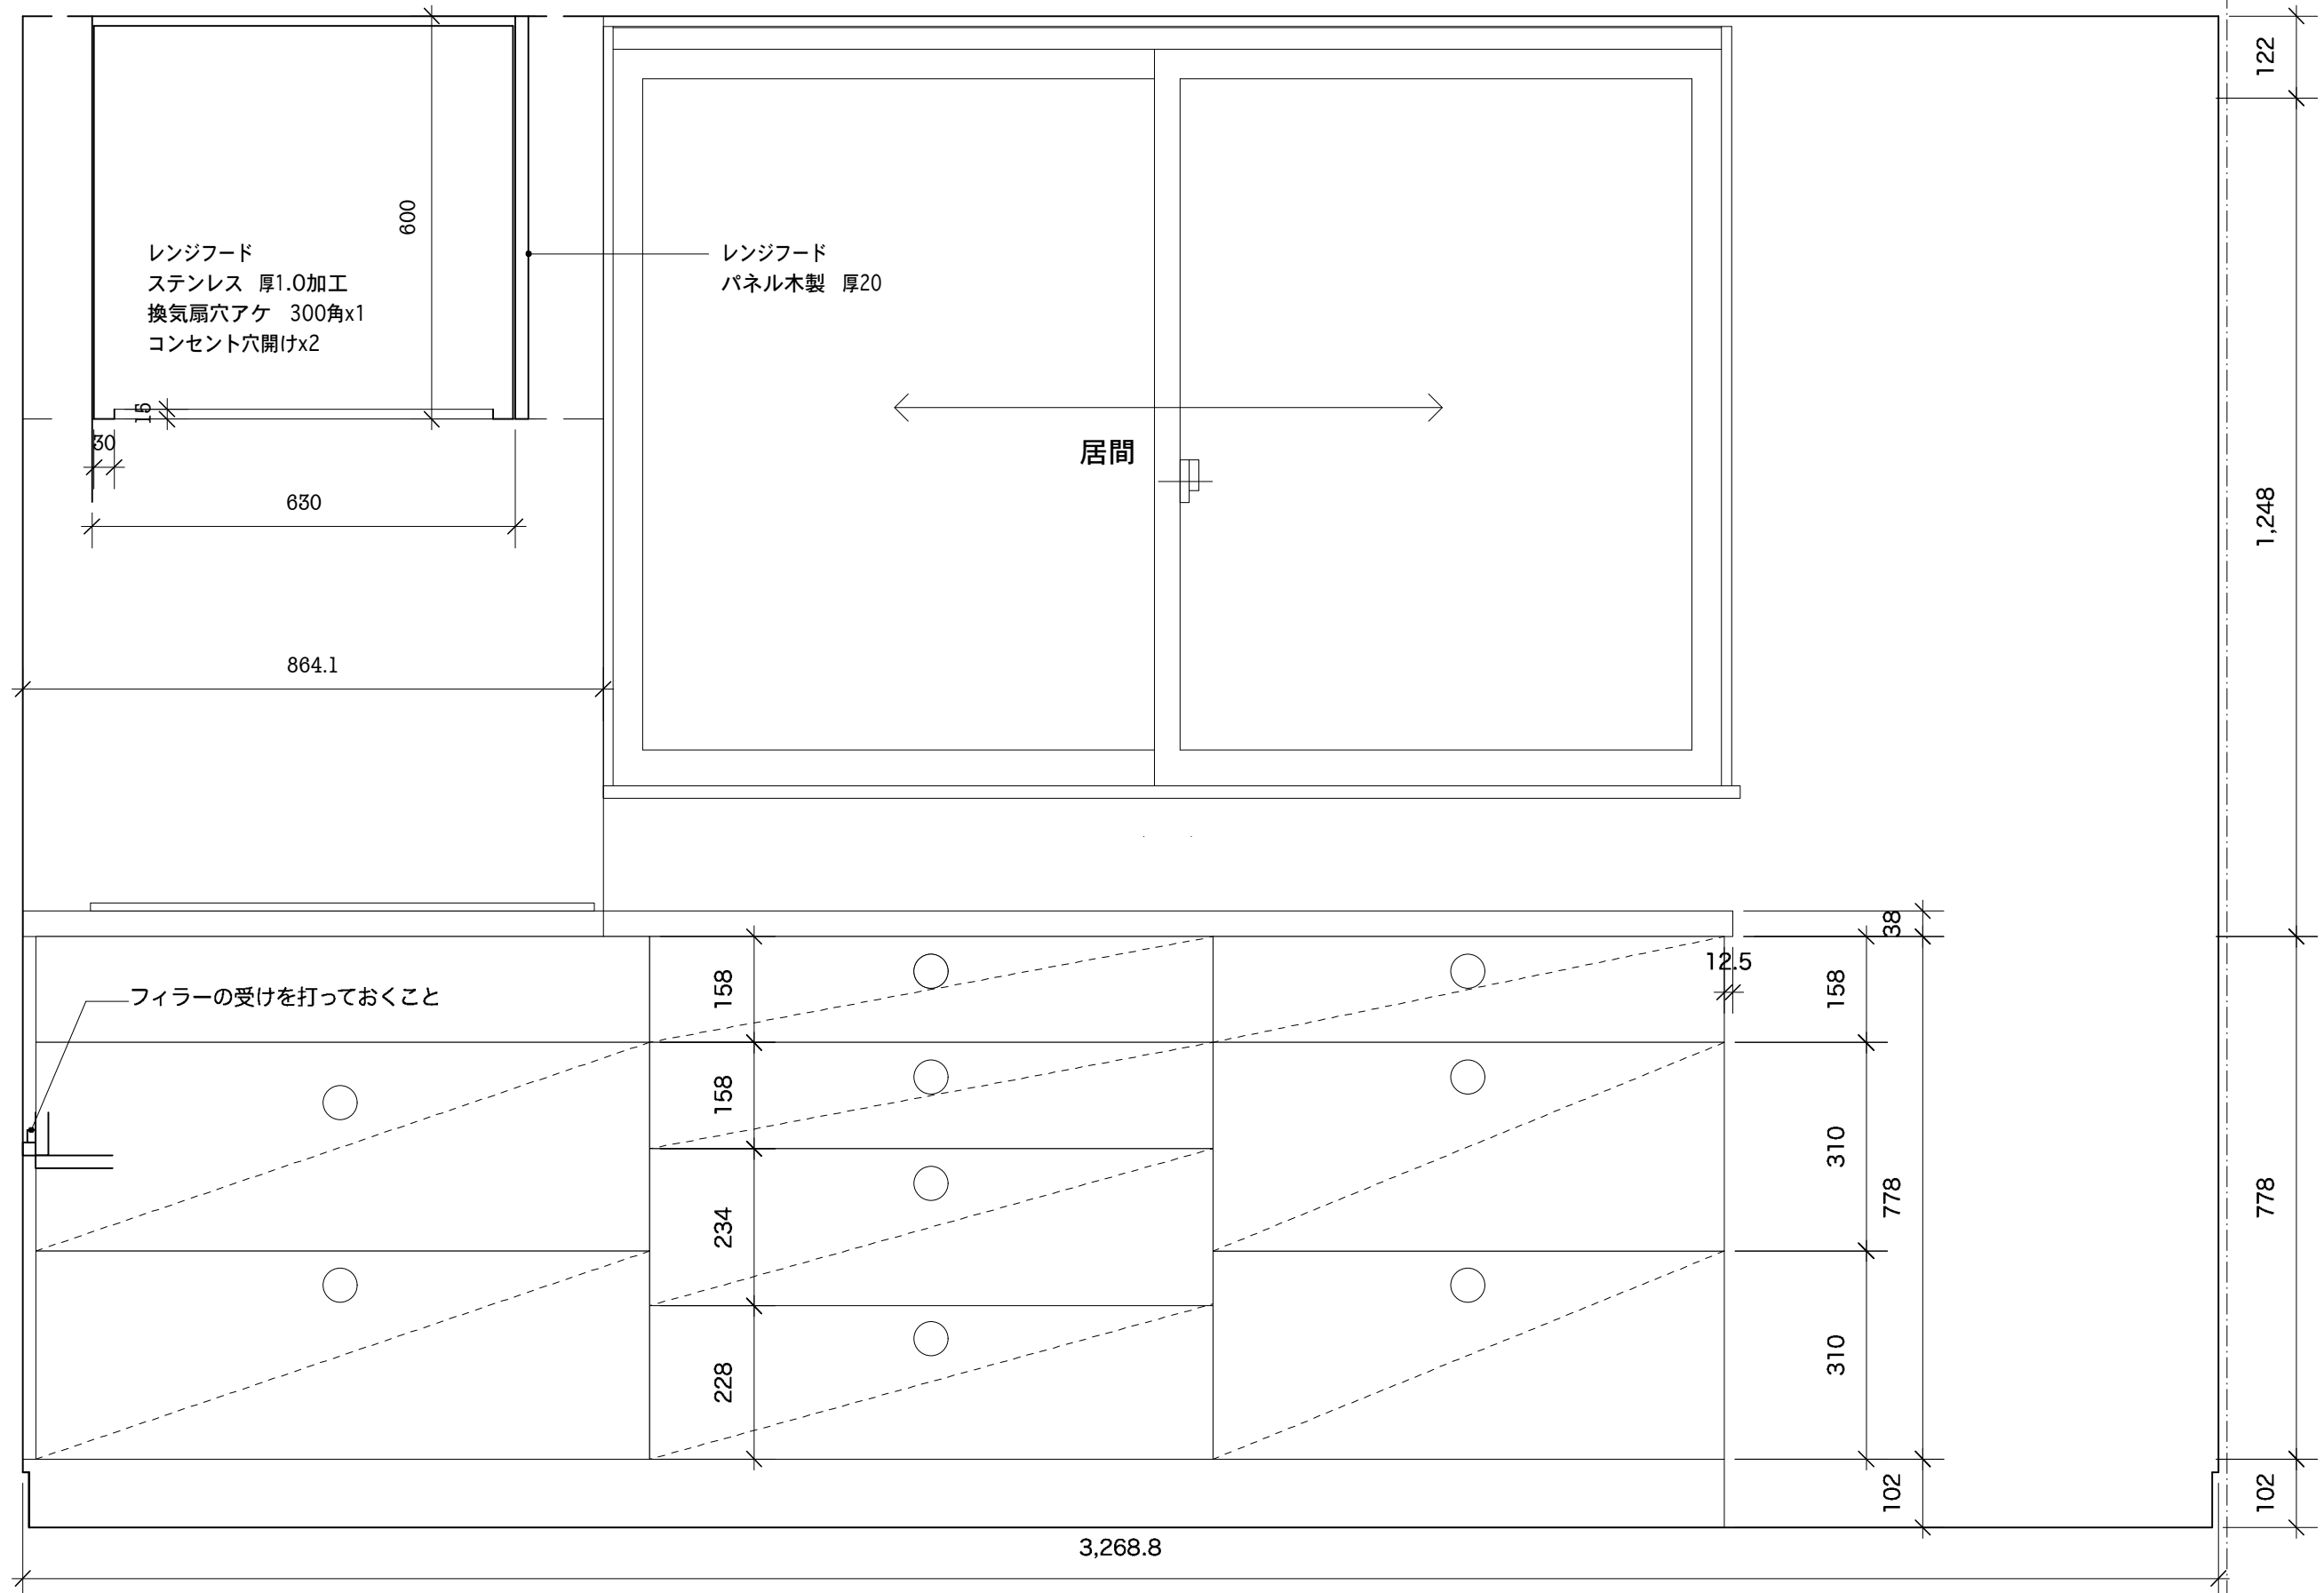 122
600
レンジフード
ステンレス 厚1.0加工
換気扇穴アケ 300角x1
コンセント穴開けx2
レンジフード
パネル木製 厚20
15
30
居間
630
1,248
864.1
38
12.5
フィラーの受けを打っておくこと
158
158
158
310
234
778
778
228
310
102
102
3,268.8